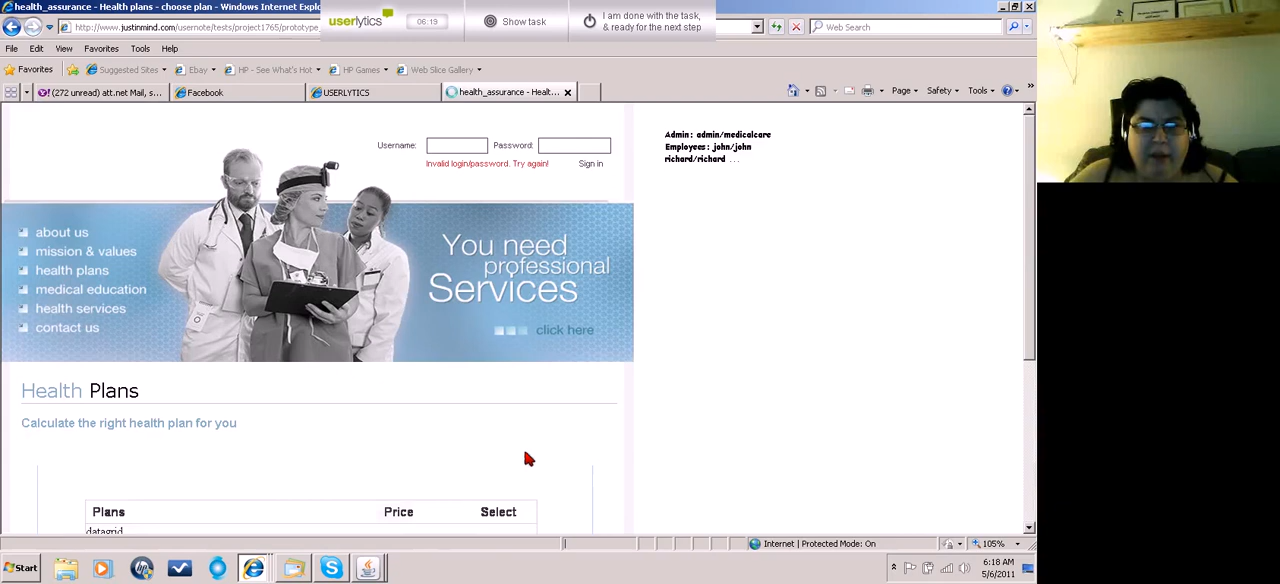 health_assurance - Health plans - choose plan - Windows Internet Explo
userlytics
06:19
Show task
I am done with the task,
& ready for the next step
http://www.justinmind.com/usernote/tests/project1765/prototype_
Web Search
File Edit View Favorites Tools Help
Favorites Suggested Sites Ebay HP - See What's Hot HP Games Web Slice Gallery
(272 unread) att.net Mail, s... Facebook USERLYTICS health_assurance - Healt...
Page Safety Tools
Username: Password:
Invalid login/password. Try again! Sign in
Admin: admin/medicalcare
Employees: john/john
richard/richard ...
about us
mission & values
health plans
medical education
health services
contact us
You need
professional
Services
click here
Health Plans
Calculate the right health plan for you
Plans Price Select
datagrid
Internet | Protected Mode: On
105%
Start
6:18 AM
5/6/2011